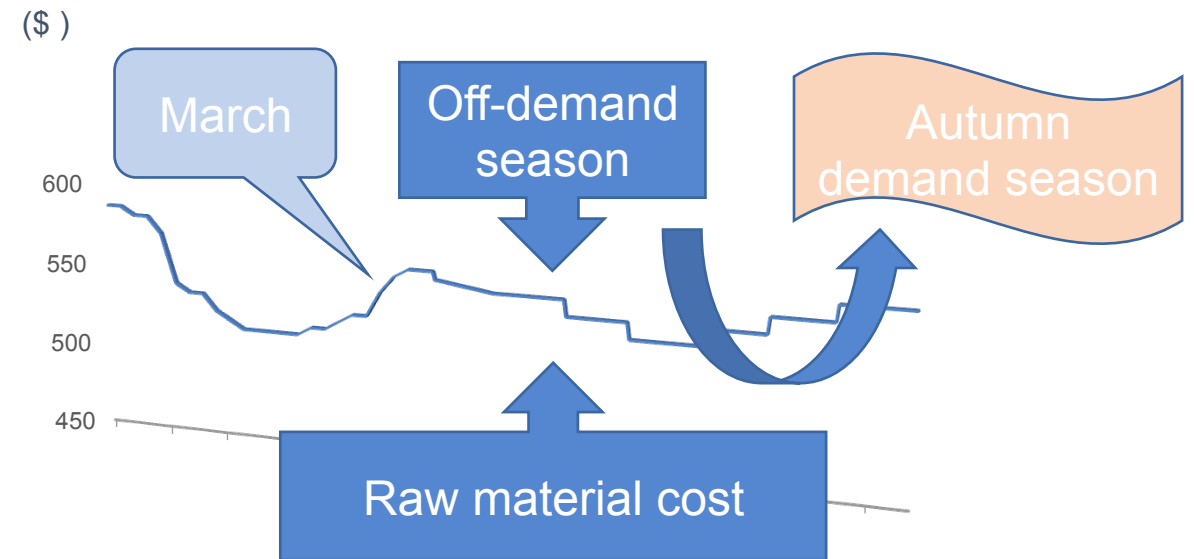 ($ )
March
Off-demand
season
Autumn
demand season
600
550
500
450
Raw material cost